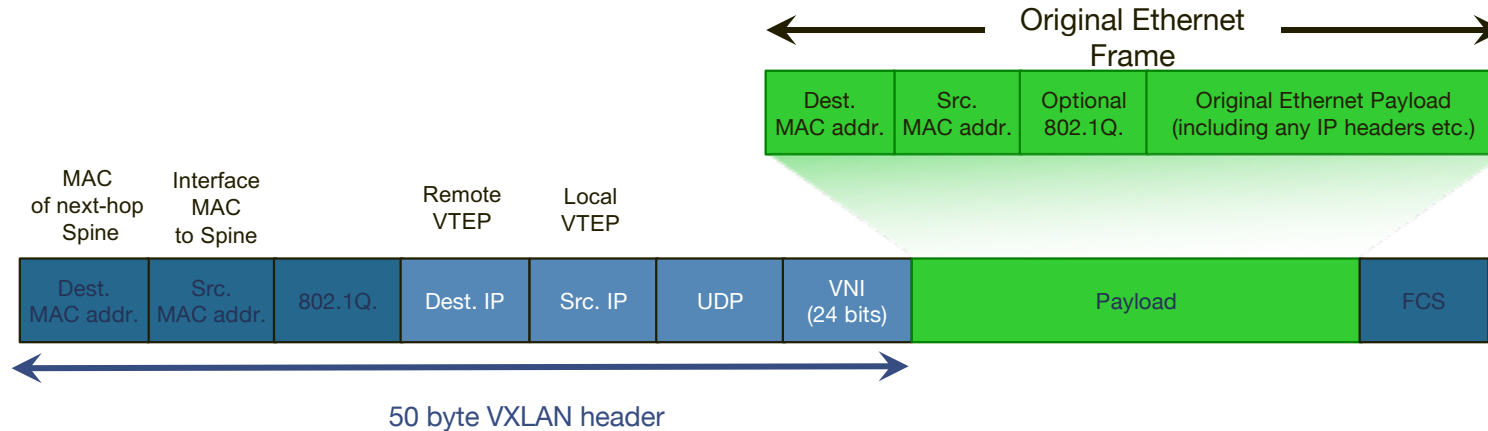 Original Ethernet
Frame
Dest.
MAC addr.
Src.
MAC addr.
Optional
802.1Q.
Original Ethernet Payload
(including any IP headers etc.)
MAC
of next-hop
Spine
Interface
MAC
to Spine
Remote
VTEP
Local
VTEP
Dest.
MAC addr.
Src.
MAC addr.
802.1Q.
Dest. IP
Src. IP
UDP
VNI
(24 bits)
Payload
FCS
50 byte VXLAN header